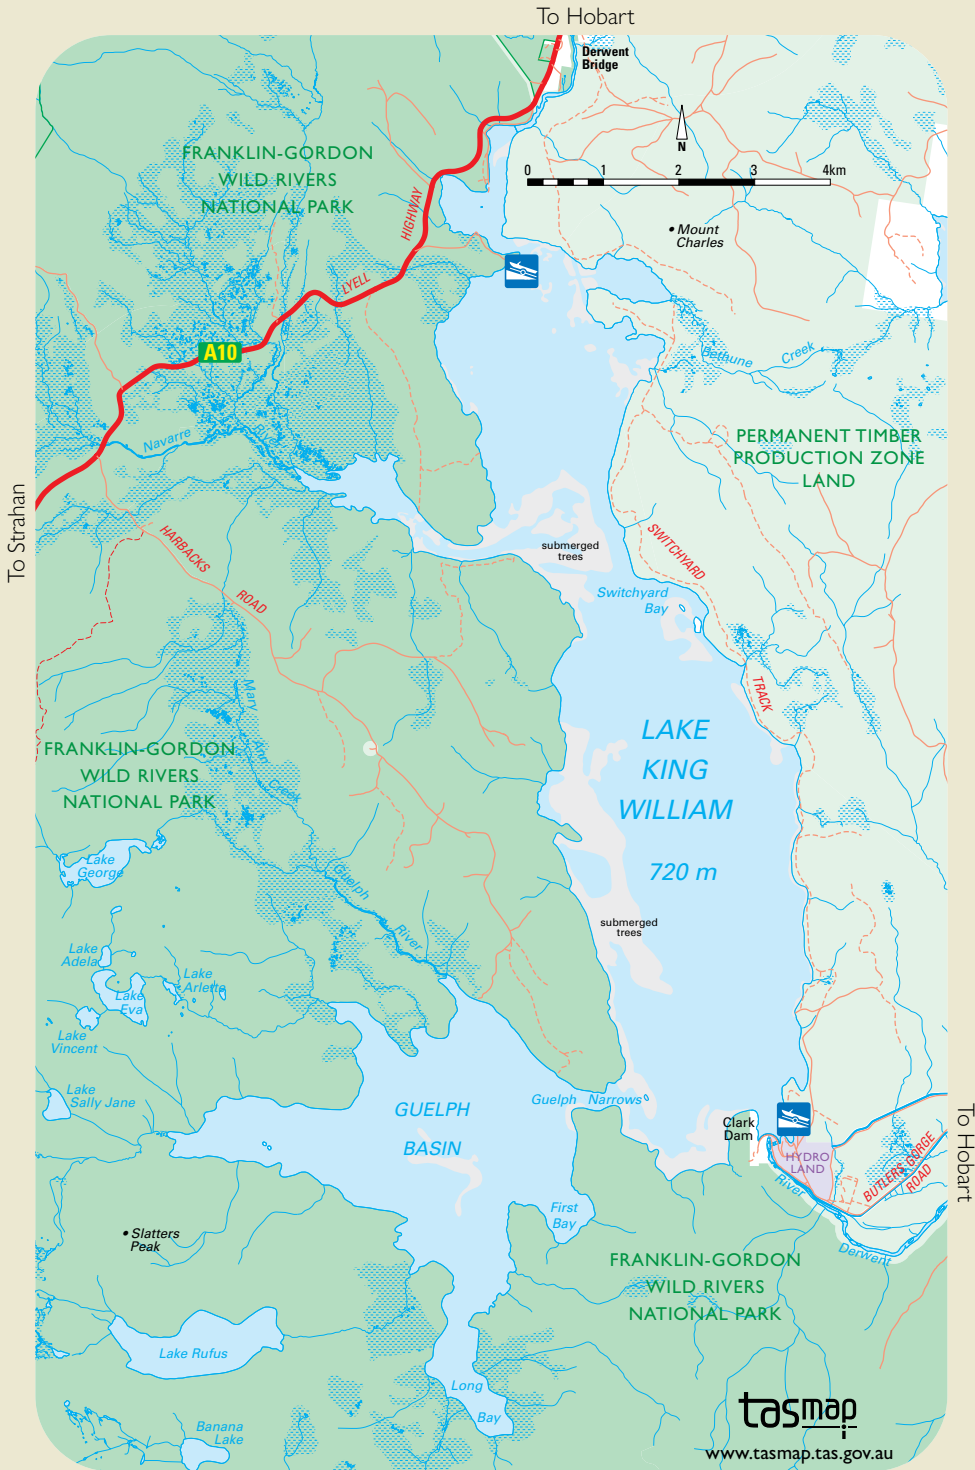 To Hobart
Derwent
Bridge
N
0 1 2 3 4km
FRANKLIN-GORDON
WILD RIVERS
NATIONAL PARK
HIGHWAY
LYELL
Mount
Charles
A10
Bethune Creek
Navarre River
PERMANENT TIMBER
PRODUCTION ZONE
LAND
To Strahan
HARBACKS
ROAD
submerged
trees
SWITCHYARD
TRACK
Switchyard
Bay
Mary Ann Creek
FRANKLIN-GORDON
WILD RIVERS
NATIONAL PARK
LAKE
KING
WILLIAM
720 m
Lake
George
Guelph River
submerged
trees
Lake
Adela
Lake
Eva
Lake
Arletta
Lake
Vincent
Lake
Sally Jane
GUELPH
BASIN
Guelph Narrows
Clark
Dam
HYDRO
LAND
BUTLERS GORGE
ROAD
To Hobart
River Derwent
First
Bay
Slatters
Peak
FRANKLIN-GORDON
WILD RIVERS
NATIONAL PARK
Lake Rufus
Long
Bay
Banana
Lake
tasmap
www.tasmap.tas.gov.au